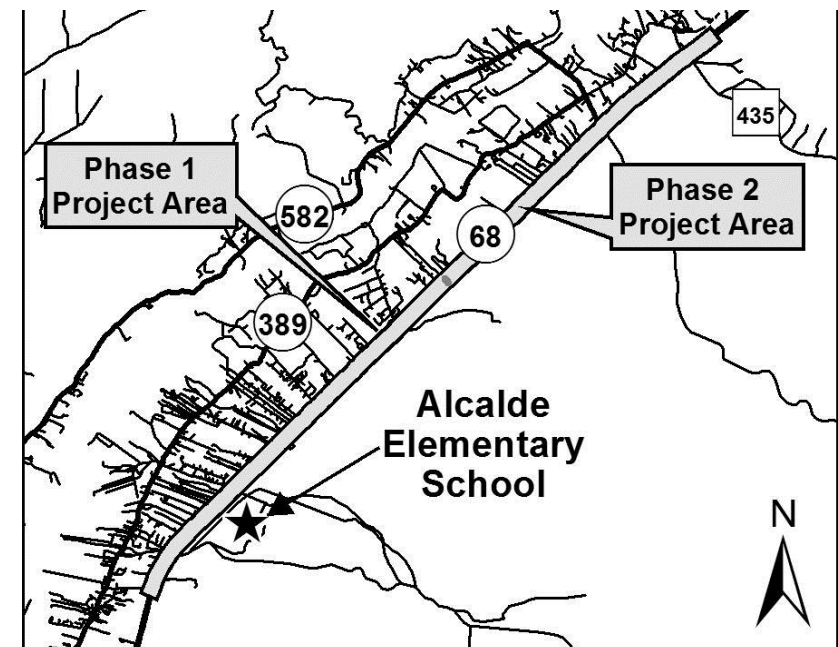 435
Phase 1
Project Area
Phase 2
Project Area
582
68
389
Alcalde
Elementary
School
N